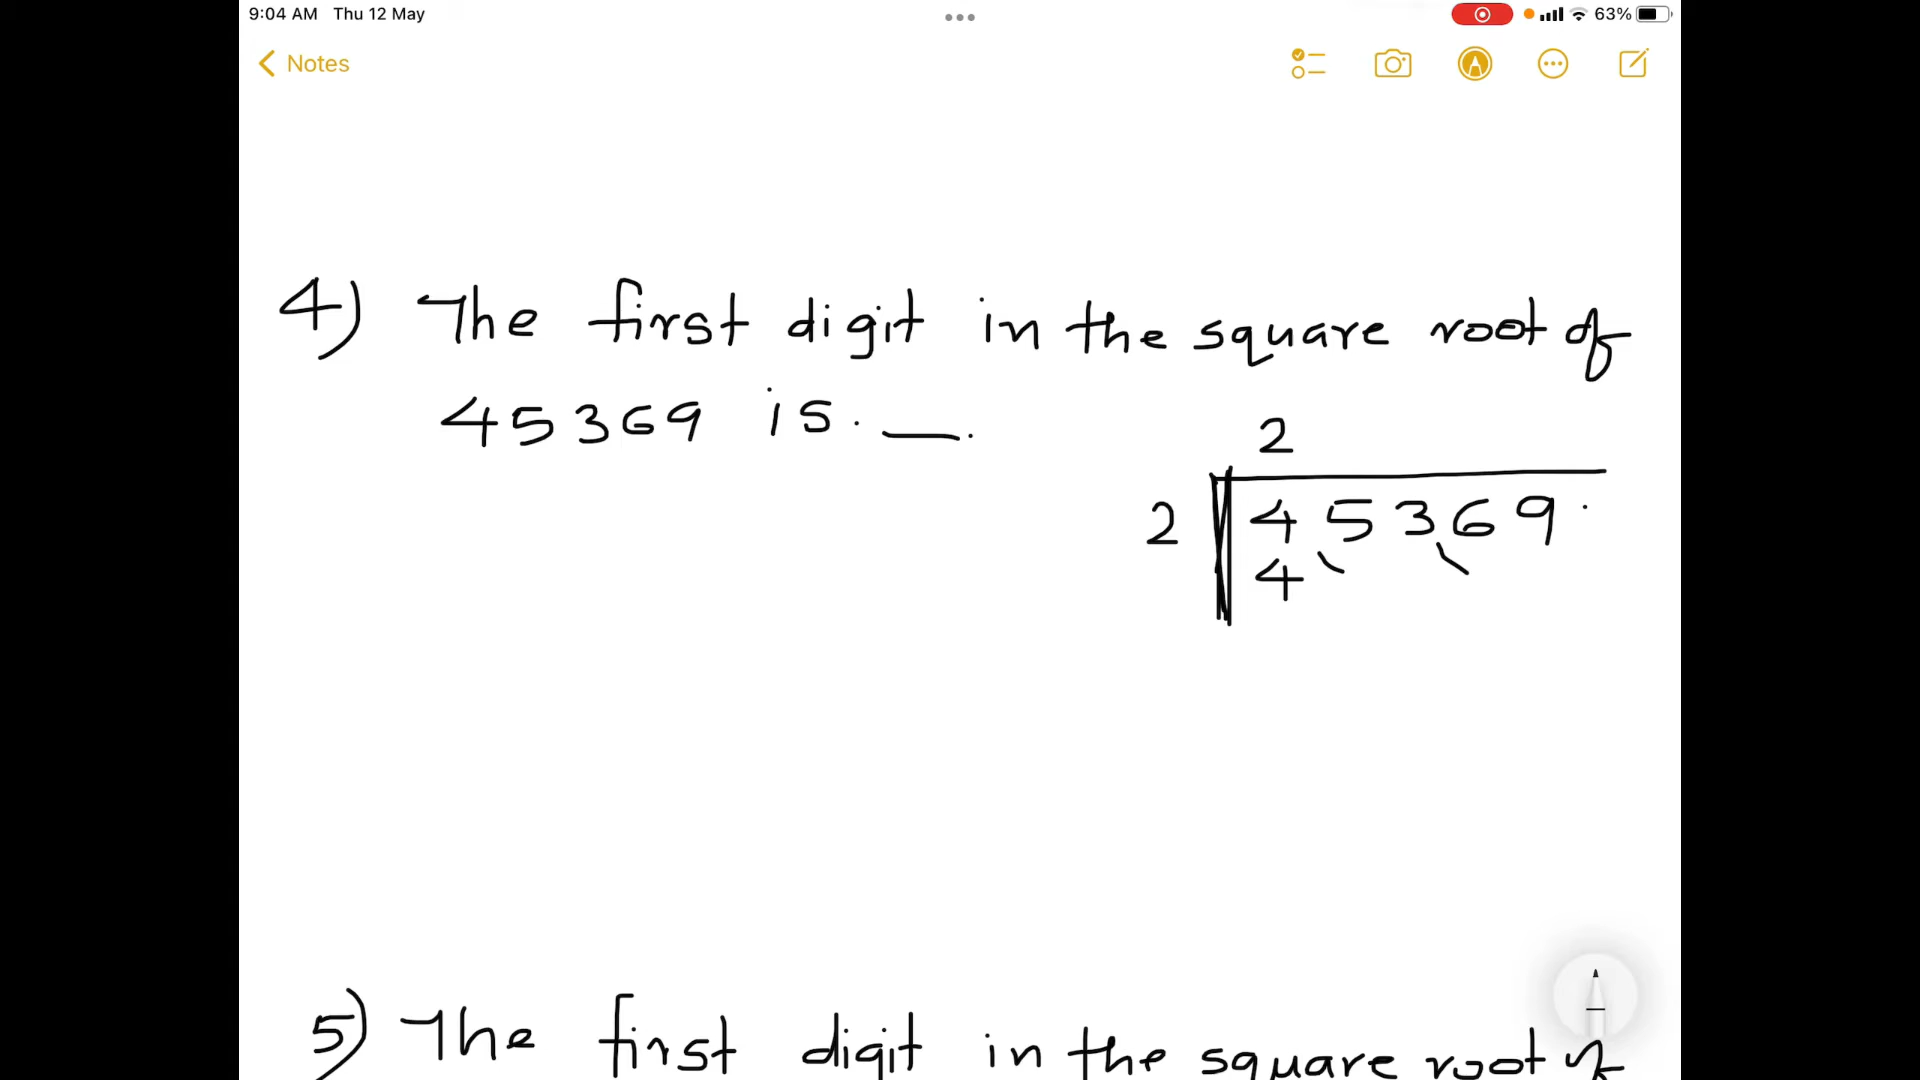 9:04 AM Thu 12 May
63%
Notes
4) The first digit in the square root of
45369 is. __.
2
2 45369.
4
5) The first digit in the square root of